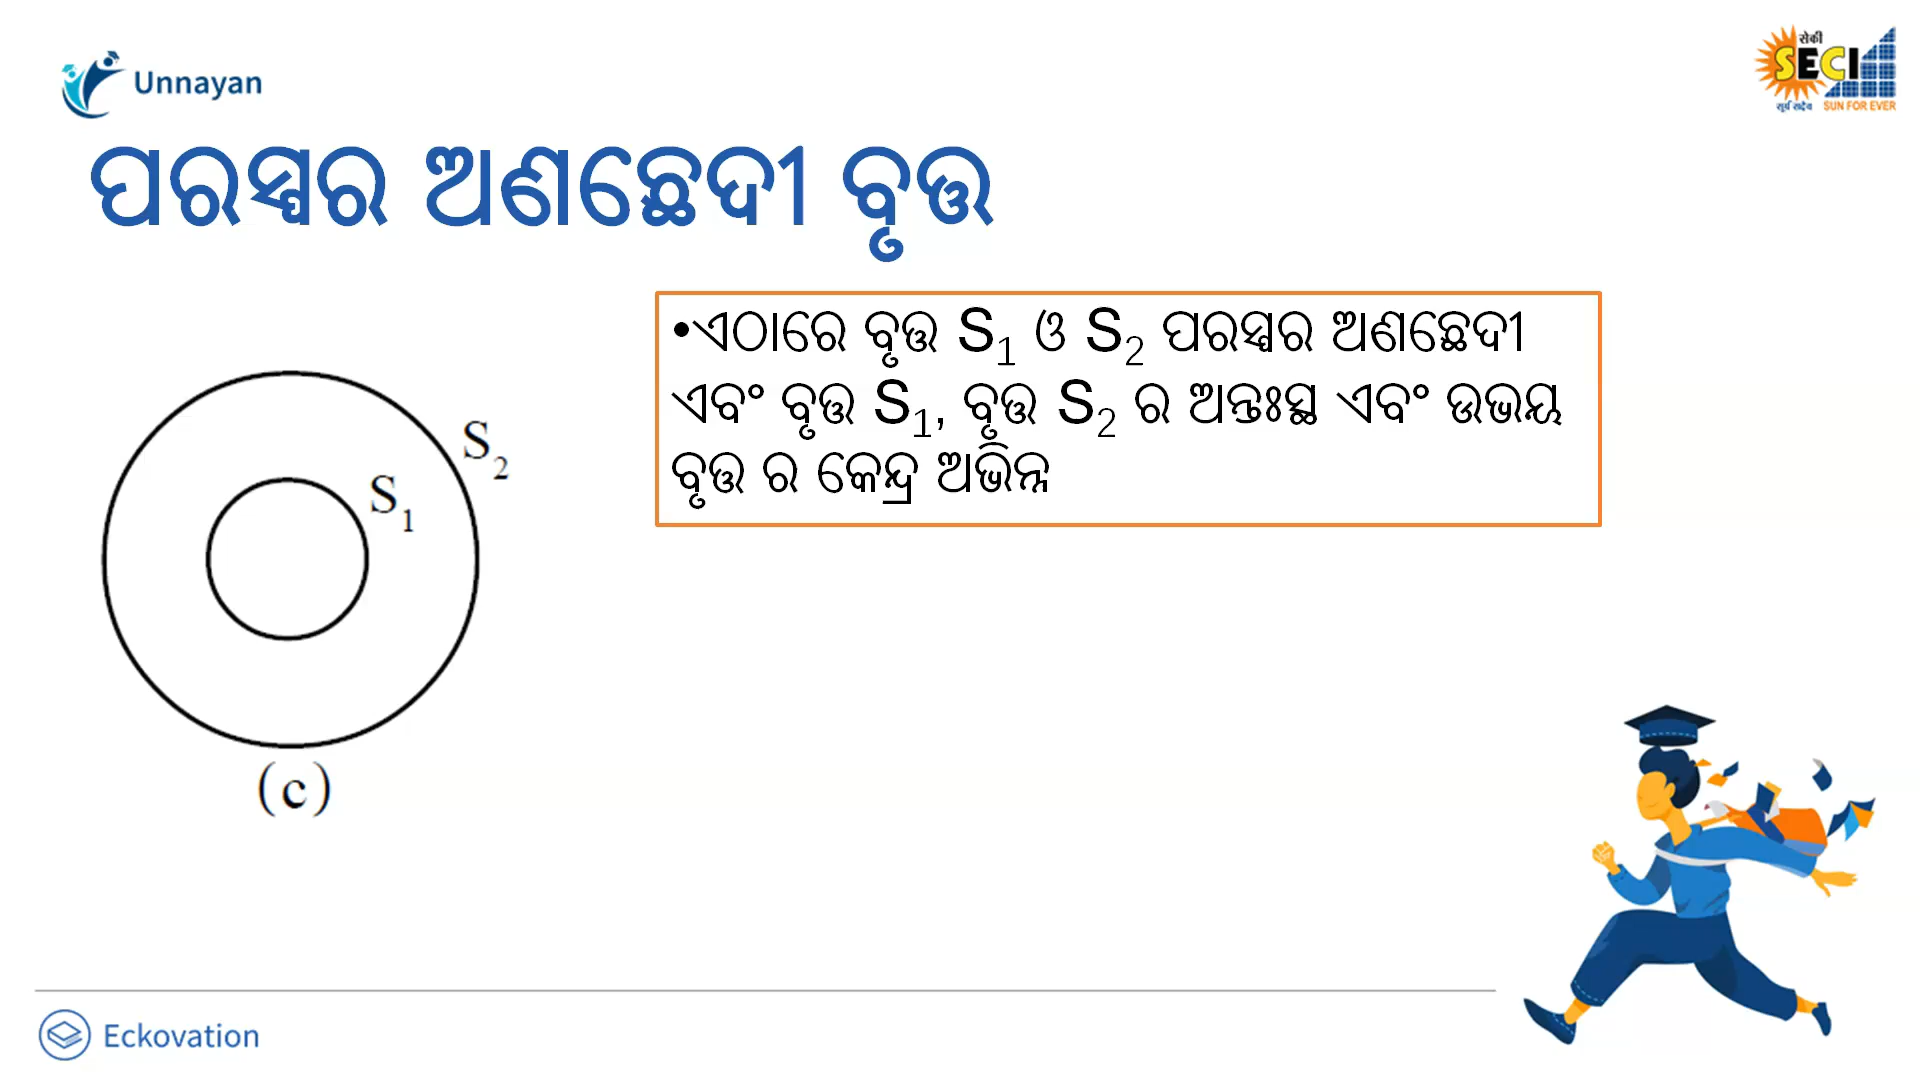 Unnayan
सेकी
SECI
सूर्य सदैव SUN FOR EVER
ପରସ୍ପର ଅଣଛେଦୀ ବୃତ୍ତ
•ଏଠାରେ ବୃତ୍ତ S₁ ଓ S₂ ପରସ୍ପର ଅଣଛେଦୀ
ଏବଂ ବୃତ୍ତ S₁, ବୃତ୍ତ S₂ ର ଅନ୍ତଃସ୍ଥ ଏବଂ ଉଭୟ
ବୃତ୍ତ ର କେନ୍ଦ୍ର ଅଭିନ୍ନ
S₂
S₁
(c)
Eckovation